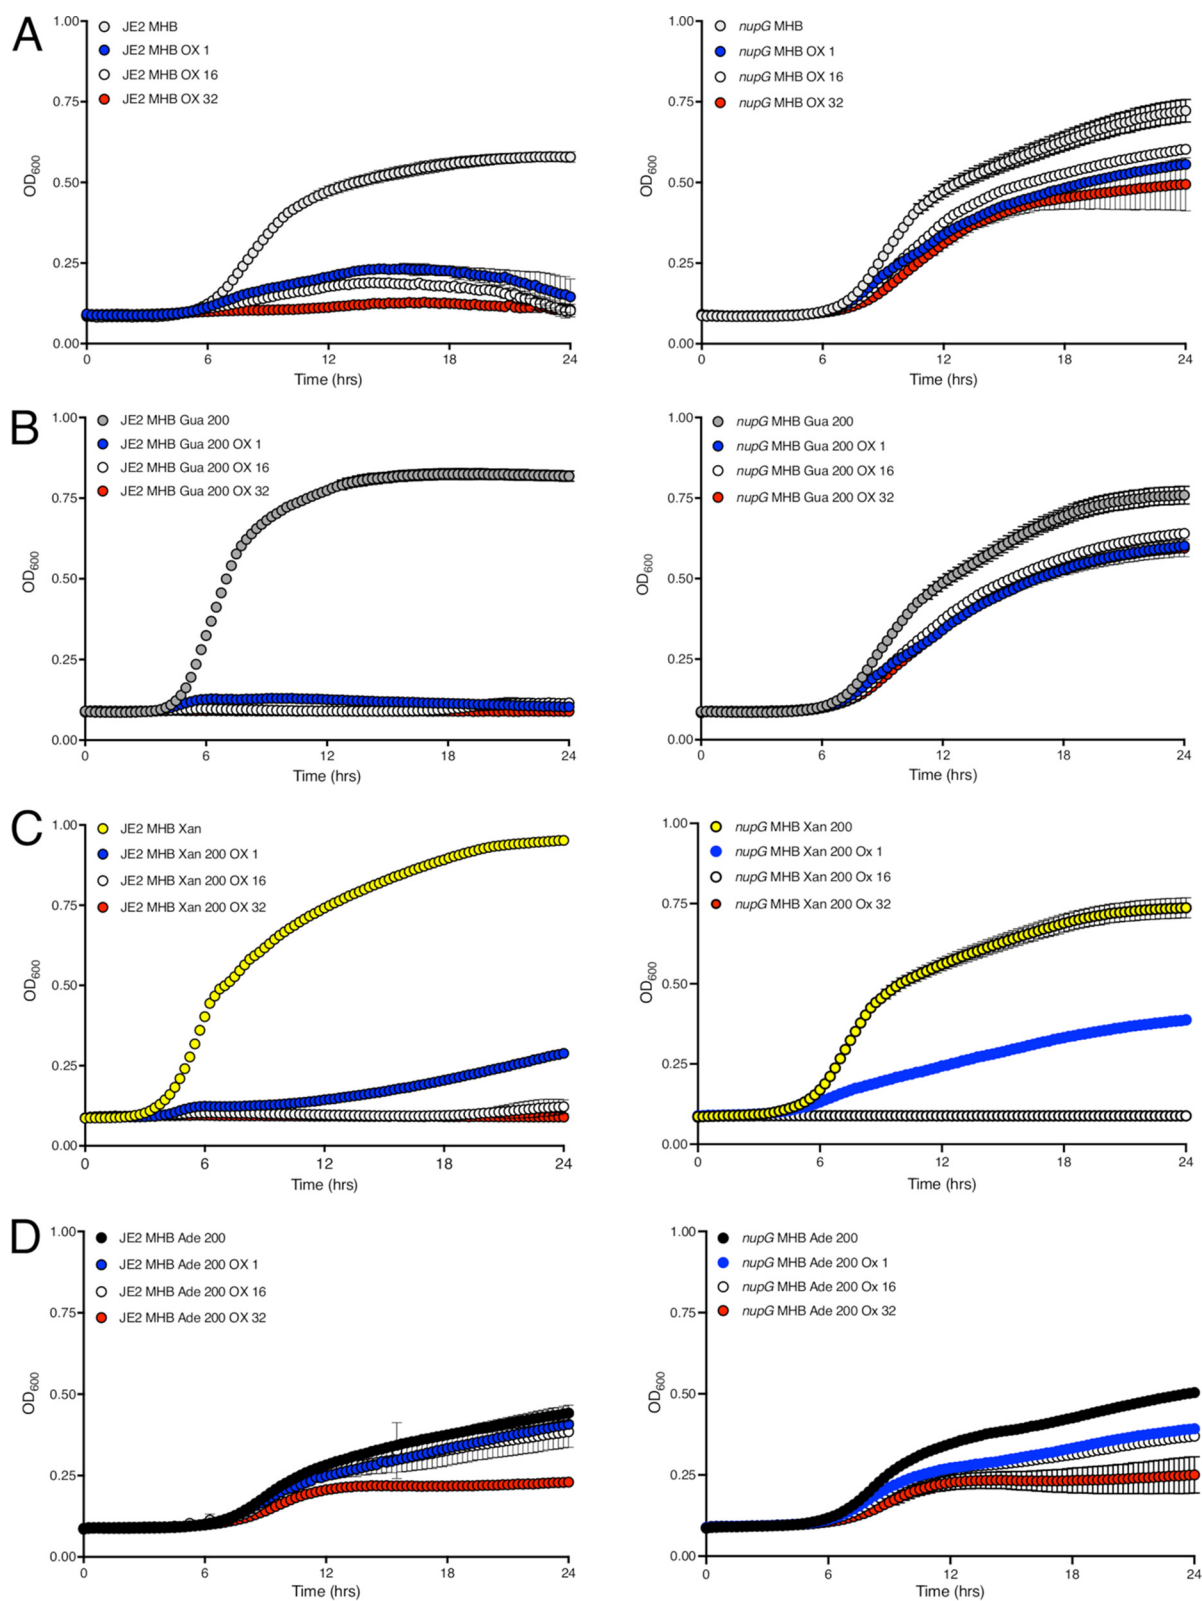 A
1.00
0.75
0.50
0.25
0.00
OD600
JE2 MHB
JE2 MHB OX 1
JE2 MHB OX 16
JE2 MHB OX 32
0 6 12 18 24
Time (hrs)
1.00
0.75
0.50
0.25
0.00
OD600
nupG MHB
nupG MHB OX 1
nupG MHB OX 16
nupG MHB OX 32
0 6 12 18 24
Time (hrs)
B
1.00
0.75
0.50
0.25
0.00
OD600
JE2 MHB Gua 200
JE2 MHB Gua 200 OX 1
JE2 MHB Gua 200 OX 16
JE2 MHB Gua 200 OX 32
0 6 12 18 24
Time (hrs)
1.00
0.75
0.50
0.25
0.00
OD600
nupG MHB Gua 200
nupG MHB Gua 200 OX 1
nupG MHB Gua 200 OX 16
nupG MHB Gua 200 OX 32
0 6 12 18 24
Time (hrs)
C
1.00
0.75
0.50
0.25
0.00
OD600
JE2 MHB Xan
JE2 MHB Xan 200 OX 1
JE2 MHB Xan 200 OX 16
JE2 MHB Xan 200 OX 32
0 6 12 18 24
Time (hrs)
1.00
0.75
0.50
0.25
0.00
OD600
nupG MHB Xan 200
nupG MHB Xan 200 Ox 1
nupG MHB Xan 200 Ox 16
nupG MHB Xan 200 Ox 32
0 6 12 18 24
Time (hrs)
D
1.00
0.75
0.50
0.25
0.00
OD600
JE2 MHB Ade 200
JE2 MHB Ade 200 OX 1
JE2 MHB Ade 200 OX 16
JE2 MHB Ade 200 OX 32
0 6 12 18 24
Time (hrs)
1.00
0.75
0.50
0.25
0.00
OD600
nupG MHB Ade 200
nupG MHB Ade 200 Ox 1
nupG MHB Ade 200 Ox 16
nupG MHB Ade 200 Ox 32
0 6 12 18 24
Time (hrs)